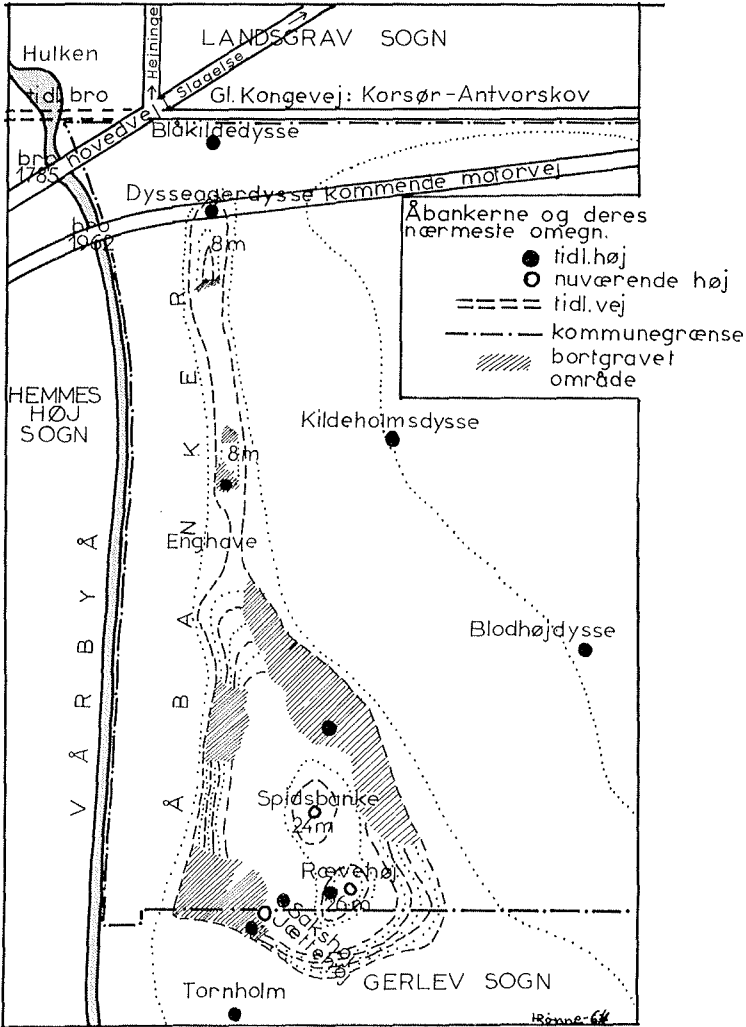 Hulken
Hejninge
LANDSGRAV SOGN
Slagelse
tidl. bro
Gl. Kongevej: Korsør-Antvorskov
hovedvej
Blåkildedysse
bro
1785
Dysseagerdysse
kommende motorvej
bro
1962
8m
Åbankerne og deres
nærmeste omegn.
tidl. høj
nuværende høj
tidl. vej
kommunegrænse
bortgravet
område
HEMMES
HØJ
SOGN
Kildeholmsdysse
8m
Enghave
VÅRBY Å
ÅBANKER
Blodhøjdysse
Spidsbanke
24m
Rævehøj
26m
GERLEV SOGN
Tornholm